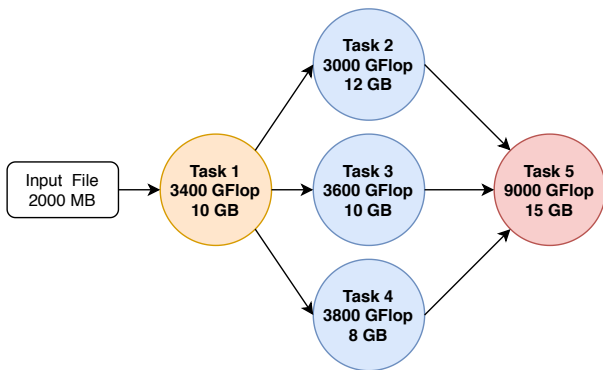 Input File
2000 MB
Task 1
3400 GFlop
10 GB
Task 2
3000 GFlop
12 GB
Task 3
3600 GFlop
10 GB
Task 4
3800 GFlop
8 GB
Task 5
9000 GFlop
15 GB